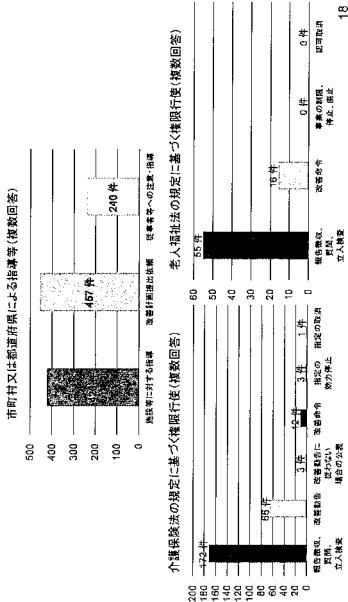 市町村又は都道府県による指導等(複数回答)
500
400
300
200
100
0
457 件
240 件
施設等に対する指導
改善計画提出依頼
従事者等への注意・指導
介護保険法の規定に基づく権限行使(複数回答)
200
180
160
140
120
100
80
60
40
20
0
172 件
66 件
3 件
12 件
3 件
1 件
報告徴収、
質問、
立入検査
改善勧告
改善勧告に
従わない
場合の公表
改善命令
指定の
効力停止
指定の取消
老人福祉法の規定に基づく権限行使(複数回答)
60
50
40
30
20
10
0
55 件
16 件
0 件
0 件
報告徴収、
質問、
立入検査
改善命令
事業の制限、
停止、廃止
認可取消
18